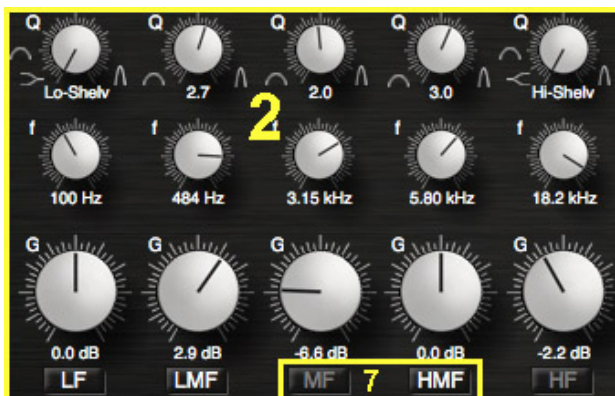 Q Q Q Q Q
Lo-Shelv 2.7 2.0 3.0 Hi-Shelv
2
f f f f f
100 Hz 484 Hz 3.15 kHz 5.80 kHz 18.2 kHz
G G G G G
0.0 dB 2.9 dB -6.6 dB 0.0 dB -2.2 dB
LF LMF MF 7 HMF HF